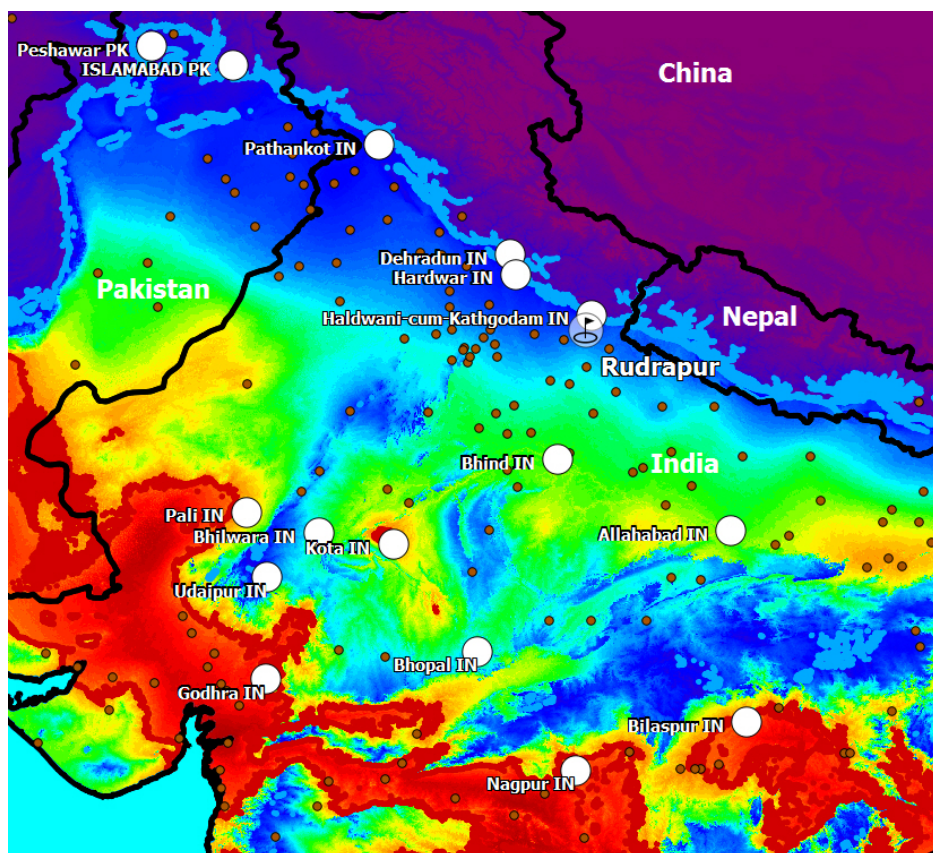 Peshawar PK
ISLAMABAD PK
China
Pathankot IN
Dehradun IN
Hardwar IN
Pakistan
Haldwani-cum-Kathgodam IN
Nepal
Rudrapur
Bhind IN
India
Pali IN
Bhilwara IN
Kota IN
Allahabad IN
Udaipur IN
Bhopal IN
Godhra IN
Bilaspur IN
Nagpur IN